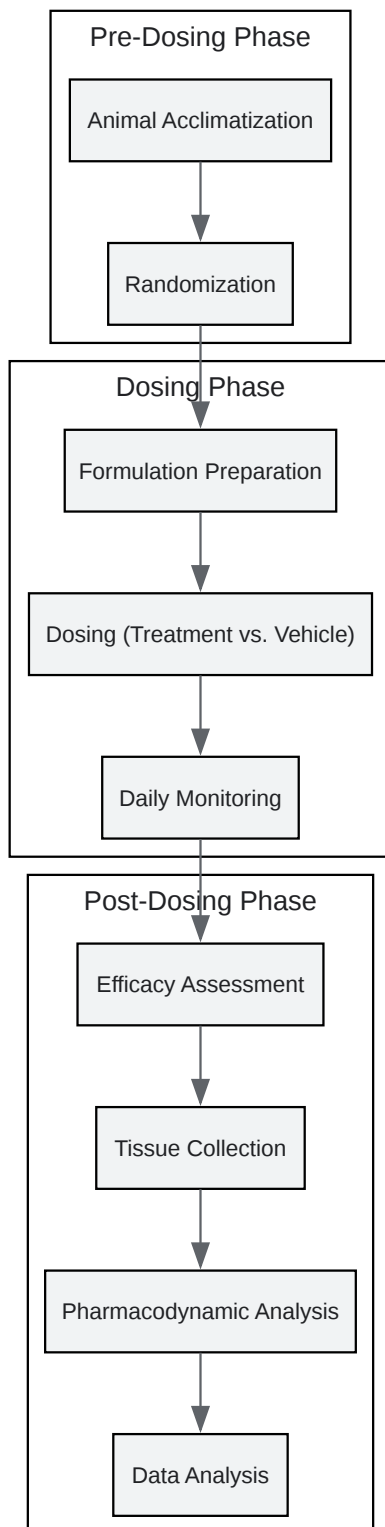 Pre-Dosing Phase
Animal Acclimatization
Randomization
Dosing Phase
Formulation Preparation
Dosing (Treatment vs. Vehicle)
Daily Monitoring
Post-Dosing Phase
Efficacy Assessment
Tissue Collection
Pharmacodynamic Analysis
Data Analysis